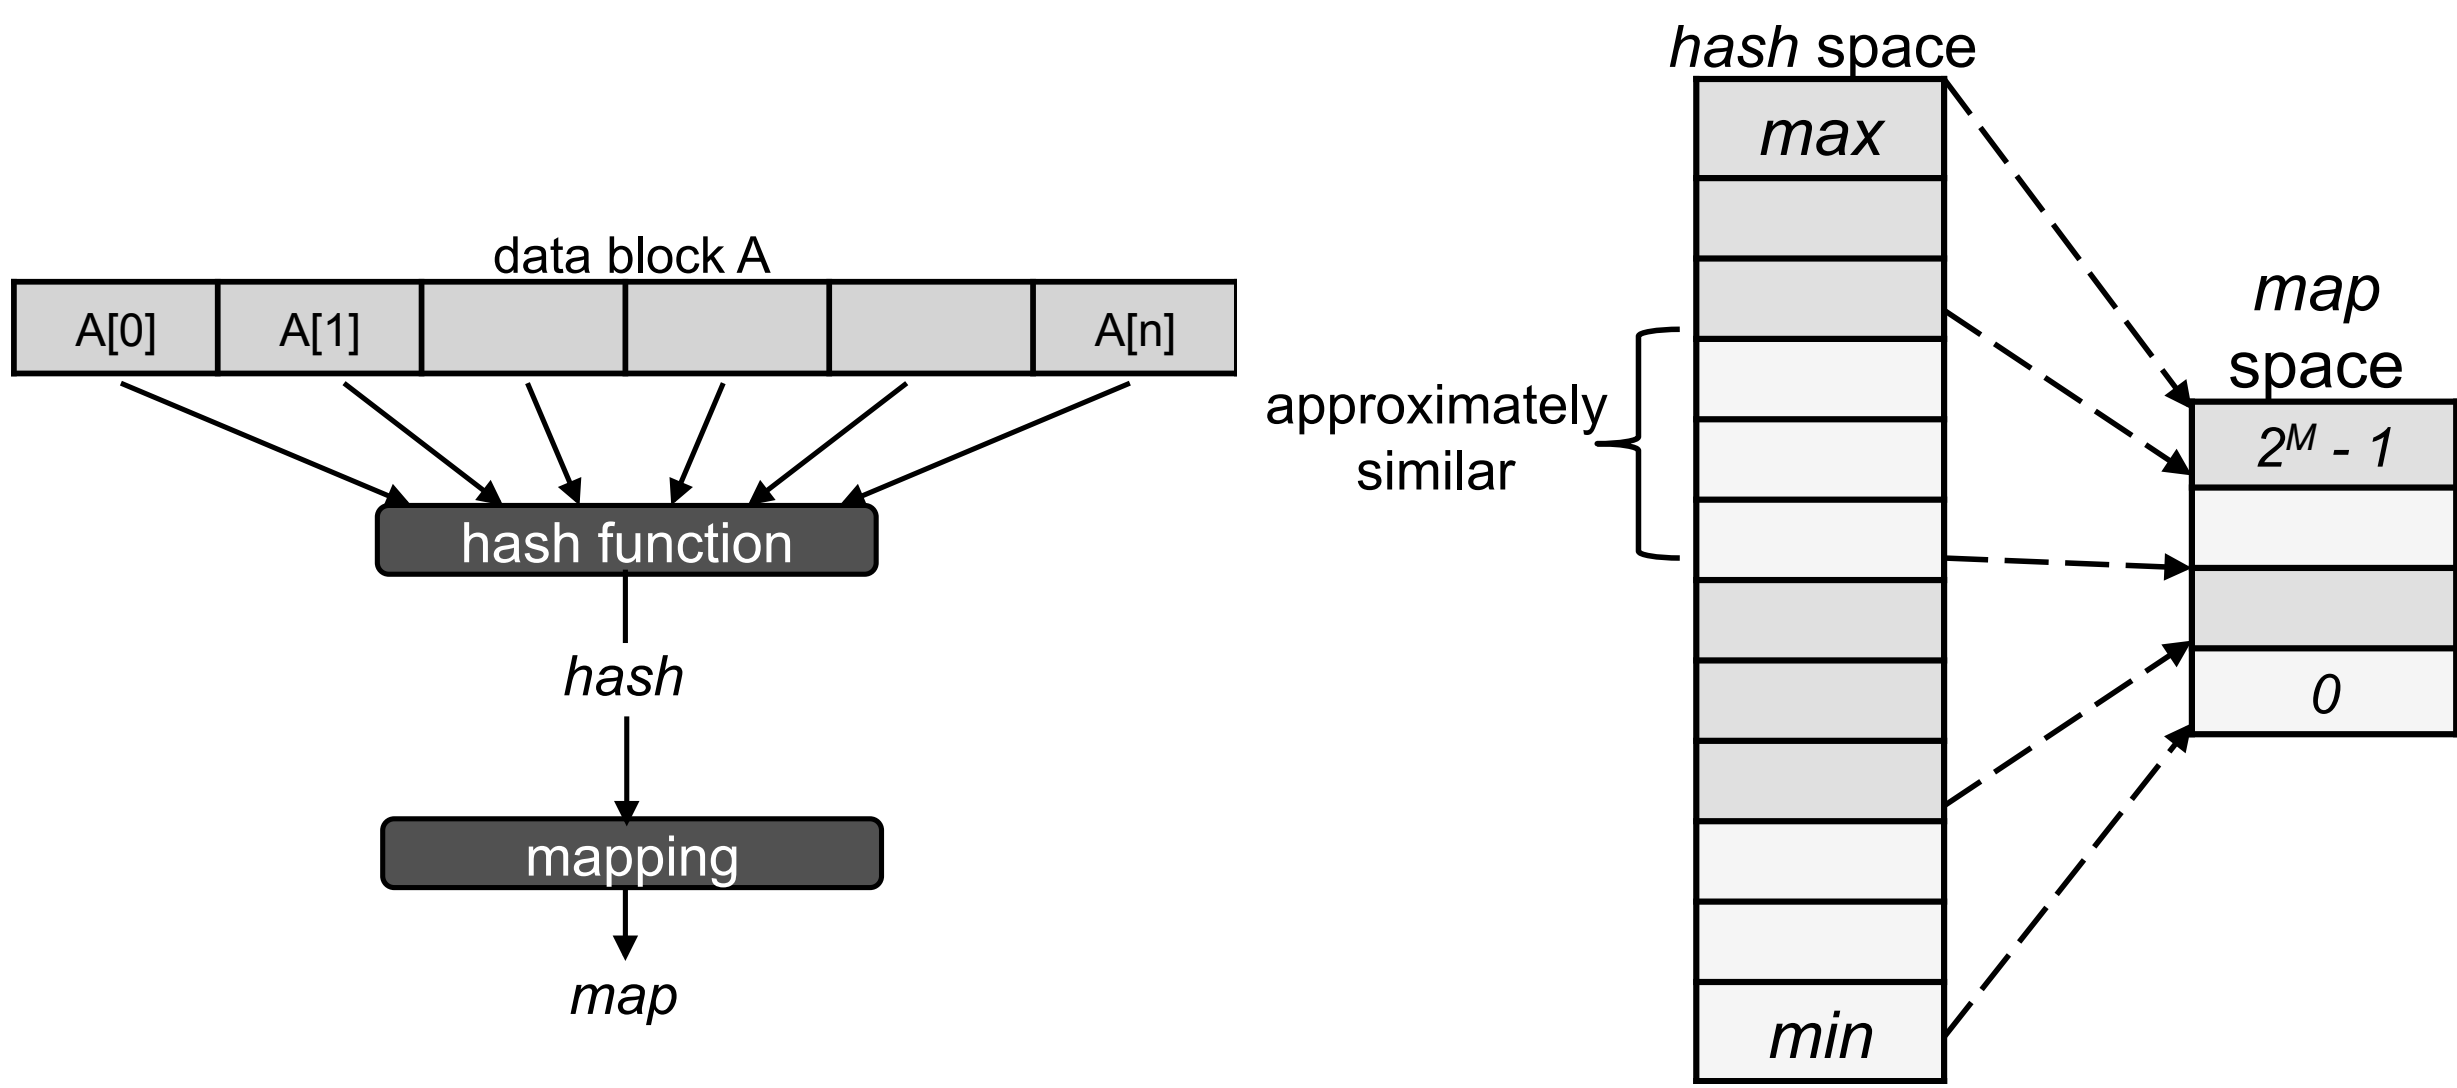 data block A
A[0] A[1] A[n]
hash function
hash
mapping
map
hash space
max
approximately
similar
min
map
space
2^M - 1
0